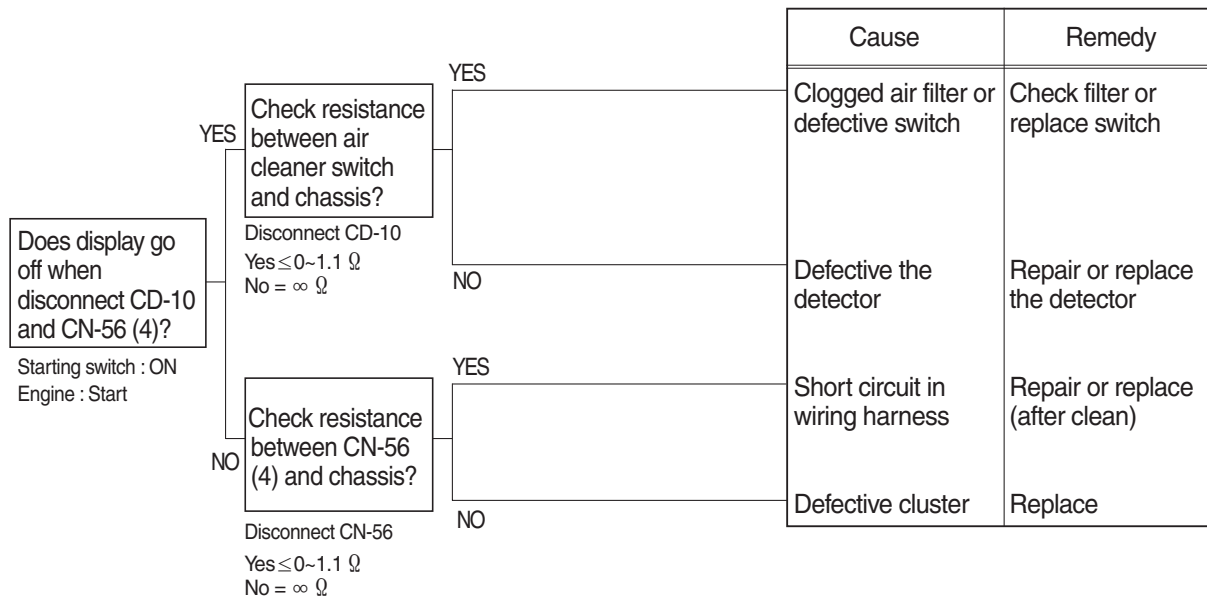 Does display go
off when
disconnect CD-10
and CN-56 (4)?
Starting switch : ON
Engine : Start
YES
Check resistance
between air
cleaner switch
and chassis?
Disconnect CD-10
Yes≤0~1.1 Ω
No = ∞ Ω
YES
NO
NO
Check resistance
between CN-56
(4) and chassis?
Disconnect CN-56
Yes≤0~1.1 Ω
No = ∞ Ω
YES
NO
Cause
Remedy
Clogged air filter or
defective switch
Check filter or
replace switch
Defective the
detector
Repair or replace
the detector
Short circuit in
wiring harness
Repair or replace
(after clean)
Defective cluster
Replace